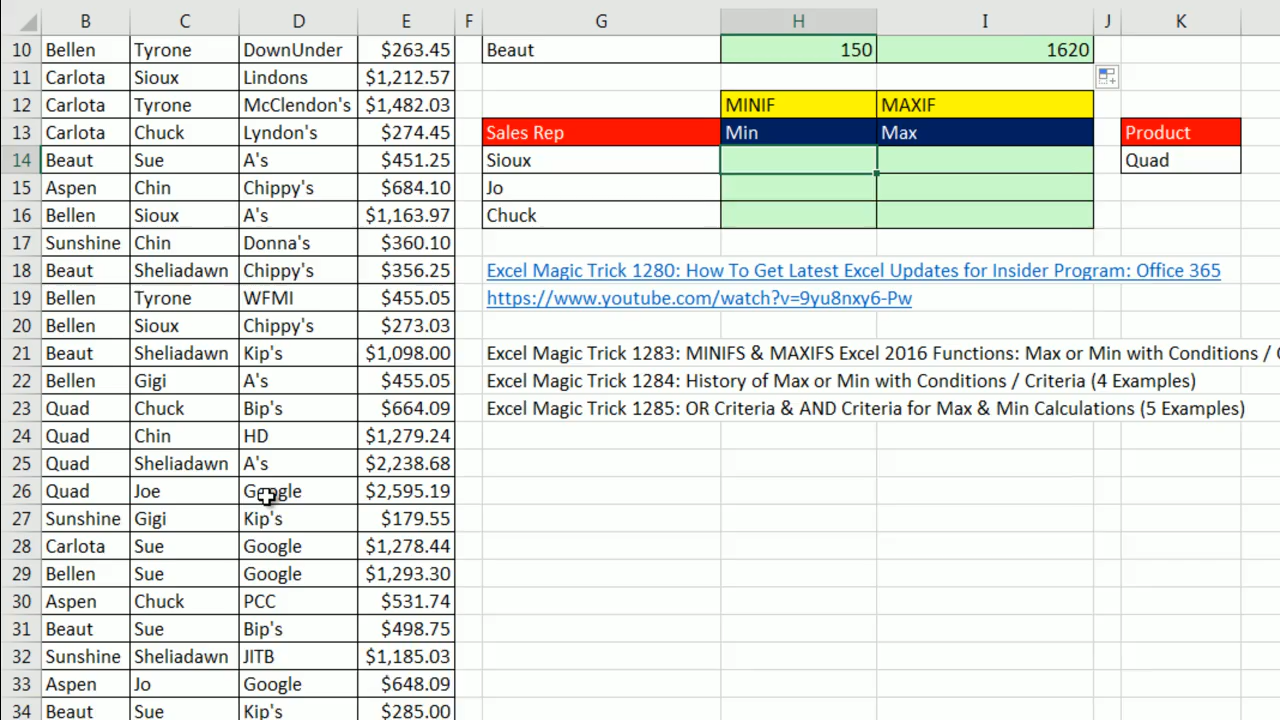 B C D E F G H I J K
10 Bellen Tyrone DownUnder $263.45 Beaut 150 1620
11 Carlota Sioux Lindons $1,212.57
12 Carlota Tyrone McClendon's $1,482.03 MINIF MAXIF
13 Carlota Chuck Lyndon's $274.45 Sales Rep Min Max Product
14 Beaut Sue A's $451.25 Sioux Quad
15 Aspen Chin Chippy's $684.10 Jo
16 Bellen Sioux A's $1,163.97 Chuck
17 Sunshine Chin Donna's $360.10
18 Beaut Sheliadawn Chippy's $356.25 Excel Magic Trick 1280: How To Get Latest Excel Updates for Insider Program: Office 365
19 Bellen Tyrone WFMI $455.05 https://www.youtube.com/watch?v=9yu8nxy6-Pw
20 Bellen Sioux Chippy's $273.03
21 Beaut Sheliadawn Kip's $1,098.00 Excel Magic Trick 1283: MINIFS & MAXIFS Excel 2016 Functions: Max or Min with Conditions /
22 Bellen Gigi A's $455.05 Excel Magic Trick 1284: History of Max or Min with Conditions / Criteria (4 Examples)
23 Quad Chuck Bip's $664.09 Excel Magic Trick 1285: OR Criteria & AND Criteria for Max & Min Calculations (5 Examples)
24 Quad Chin HD $1,279.24
25 Quad Sheliadawn A's $2,238.68
26 Quad Joe Google $2,595.19
27 Sunshine Gigi Kip's $179.55
28 Carlota Sue Google $1,278.44
29 Bellen Sue Google $1,293.30
30 Aspen Chuck PCC $531.74
31 Beaut Sue Bip's $498.75
32 Sunshine Sheliadawn JITB $1,185.03
33 Aspen Jo Google $648.09
34 Beaut Sue Kip's $285.00